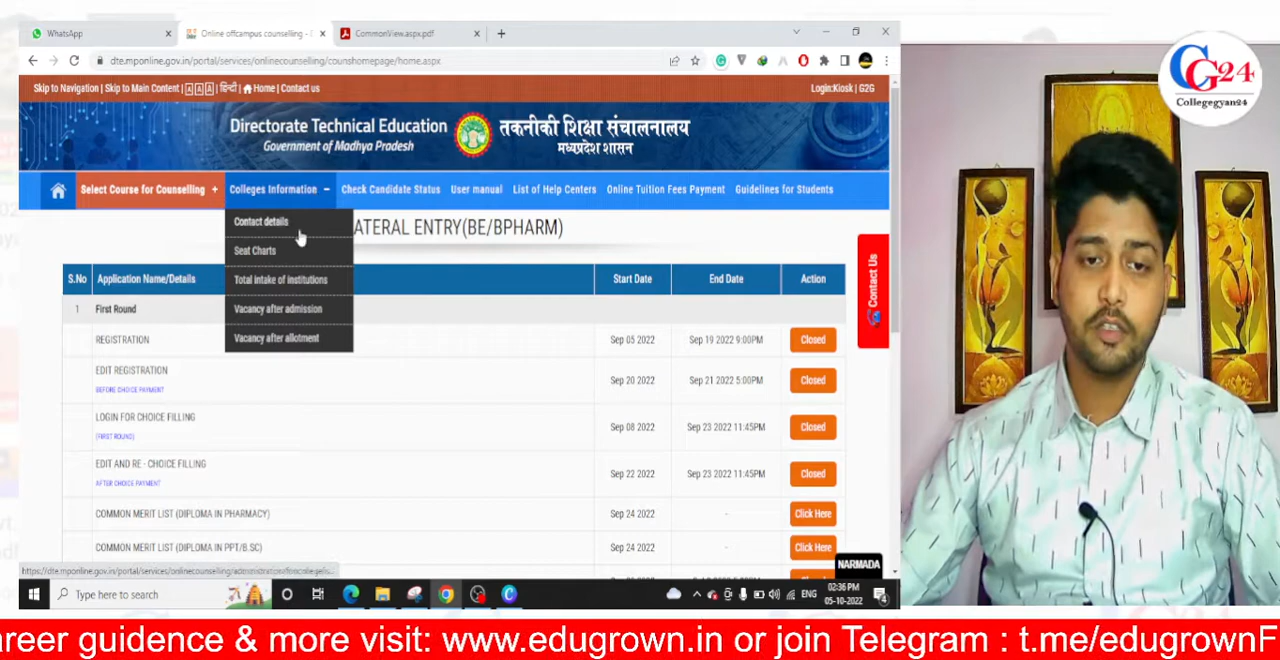 WhatsApp
Online offcampus counselling -
CommonView.aspx.pdf
dte.mponline.gov.in/portal/services/onlinecounselling/counshomepage/home.aspx
Skip to Navigation | Skip to Main Content | A A A | हिन्दी | Home | Contact us
Login:Kiosk | G2G
Directorate Technical Education
Government of Madhya Pradesh
तकनीकी शिक्षा संचालनालय
मध्यप्रदेश शासन
Select Course for Counselling +
Colleges Information –
Check Candidate Status
User manual
List of Help Centers
Online Tuition Fees Payment
Guidelines for Students
Contact details
Seat Charts
Total intake of institutions
Vacancy after admission
Vacancy after allotment
ATERAL ENTRY(BE/BPHARM)
S.No Application Name/Details Start Date End Date Action
1 First Round
REGISTRATION Sep 05 2022 Sep 19 2022 9:00PM Closed
EDIT REGISTRATION
BEFORE CHOICE PAYMENT
Sep 20 2022 Sep 21 2022 5:00PM Closed
LOGIN FOR CHOICE FILLING
(FIRST ROUND)
Sep 08 2022 Sep 23 2022 11:45PM Closed
EDIT AND RE - CHOICE FILLING
AFTER CHOICE PAYMENT
Sep 22 2022 Sep 23 2022 11:45PM Closed
COMMON MERIT LIST (DIPLOMA IN PHARMACY) Sep 24 2022 - Click Here
COMMON MERIT LIST (DIPLOMA IN PPT/B.SC) Sep 24 2022 - Click Here
Contact Us
NARMADA
Type here to search
ENG
02:36 PM
05-10-2022
4
CG24
Collegegyan24
areer guidence & more visit: www.edugrown.in or join Telegram : t.me/edugrownF